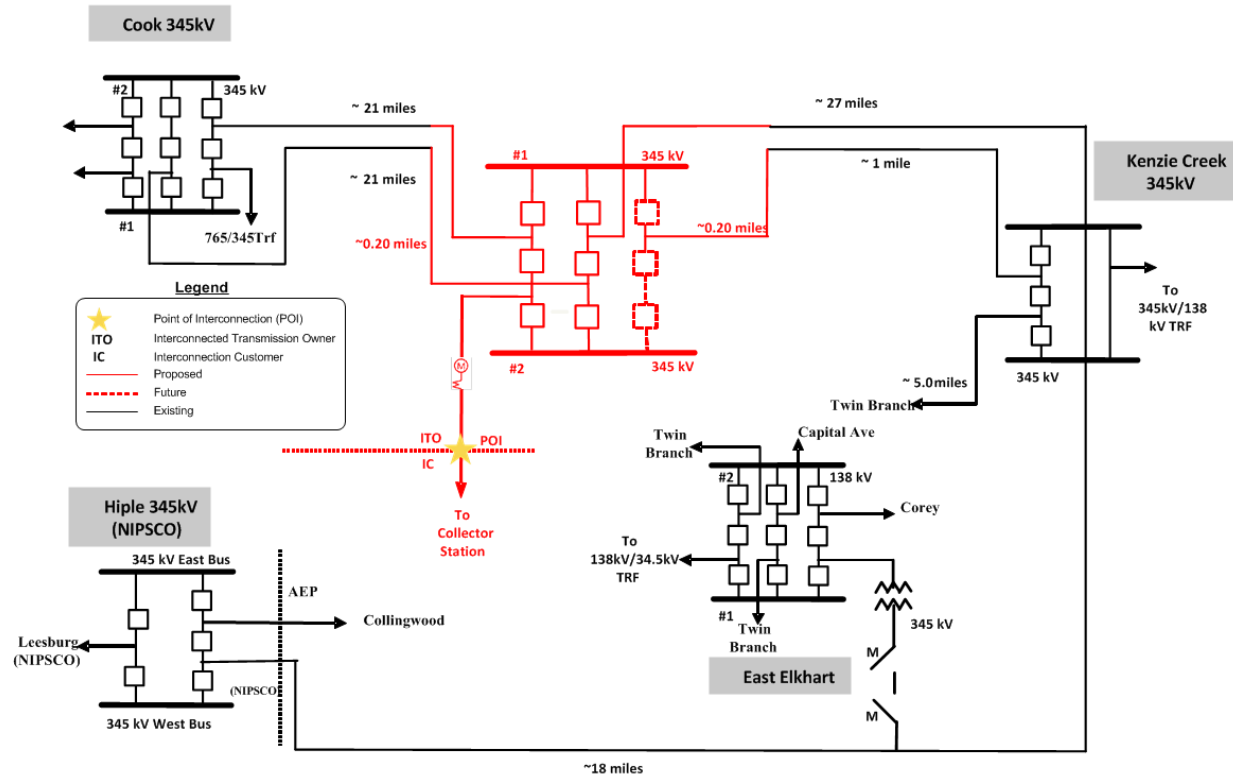 Cook 345kV
#2
345 kV
#1
765/345Trf
~ 21 miles
~ 21 miles
~0.20 miles
#1
345 kV
~0.20 miles
#2
345 kV
~ 27 miles
~ 1 mile
Kenzie Creek
345kV
To
345kV/138
kV TRF
345 kV
~ 5.0miles
Twin Branch
Legend
Point of Interconnection (POI)
ITO
Interconnected Transmission Owner
IC
Interconnection Customer
Proposed
Future
Existing
M
ITO
POI
IC
To
Collector
Station
Twin
Branch
Capital Ave
#2
138 kV
Corey
To
138kV/34.5kV
TRF
#1
Twin
Branch
345 kV
East Elkhart
M
M
Hiple 345kV
(NIPSCO)
345 kV East Bus
AEP
Collingwood
Leesburg
(NIPSCO)
(NIPSCO)
345 kV West Bus
~18 miles